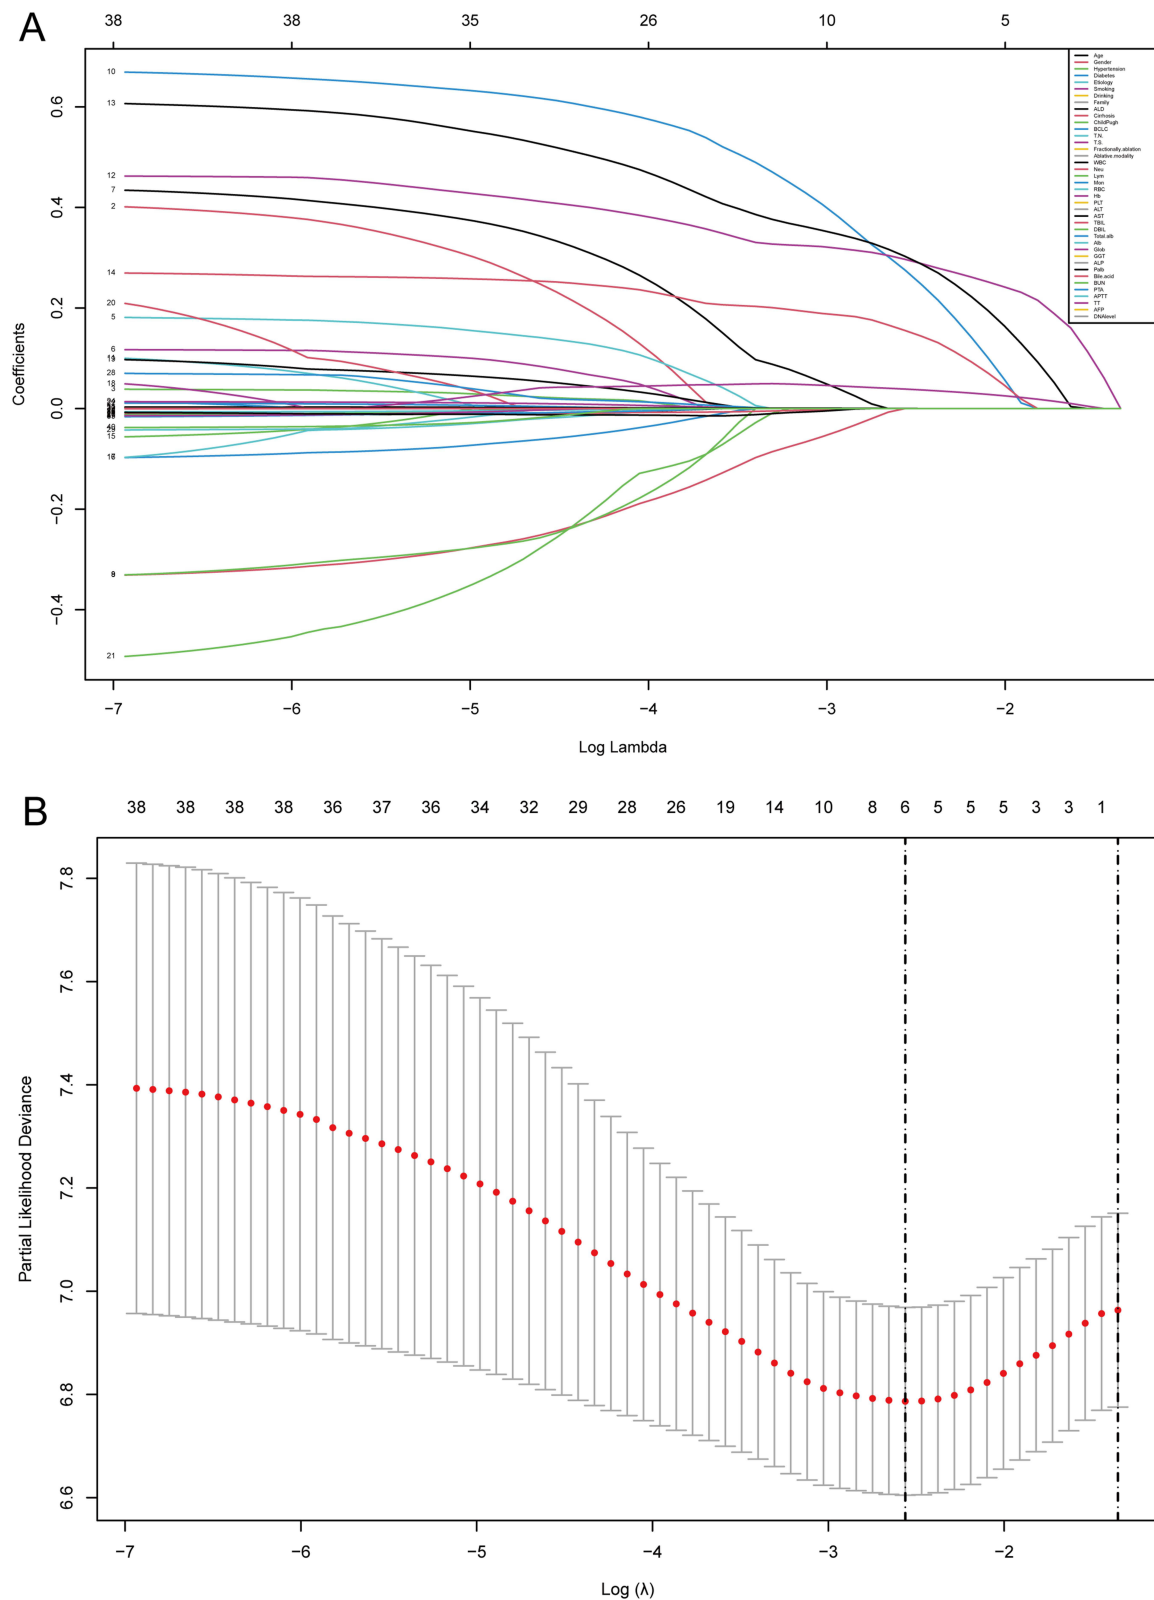 A
38 38 35 26 10 5
Age
Gender
Hypertension
Diabetes
Etiology
Smoking
Drinking
Family
ALD
Cirrhosis
ChildPugh
BCLC
T.N.
T.S.
Fractionally.ablation
Ablative.modality
WBC
Neu
Lym
Mon
RBC
Hb
PLT
ALT
AST
TBIL
DBIL
Total.alb
Alb
Glob
GGT
ALP
Palb
Bile.acid
BUN
PTA
APTT
TT
AFP
DNAlevel
Coefficients
0.6
0.4
0.2
0.0
−0.2
−0.4
10
13
12
7
2
14
20
5
6
28
18
3
15
21
−7 −6 −5 −4 −3 −2
Log Lambda
B
38 38 38 38 36 37 36 34 32 29 28 26 19 14 10 8 6 5 5 5 3 3 1
Partial Likelihood Deviance
7.8
7.6
7.4
7.2
7.0
6.8
6.6
−7 −6 −5 −4 −3 −2
Log (λ)